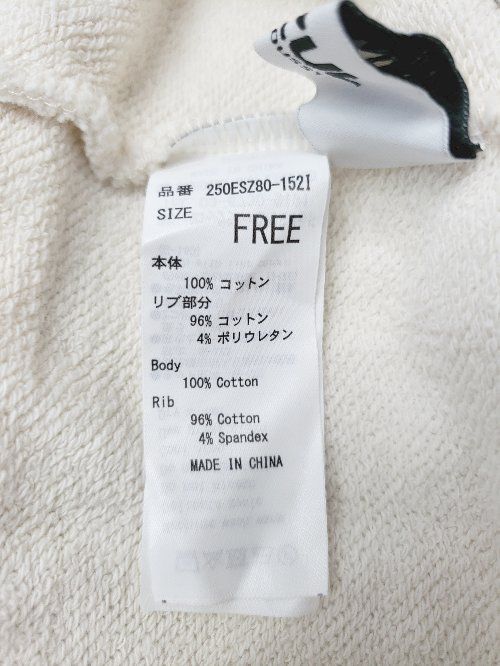 品番 250ESZ80-152I
SIZE
FREE
本体
100% コットン
リブ部分
96% コットン
4% ポリウレタン
Body
100% Cotton
Rib
96% Cotton
4% Spandex
MADE IN CHINA